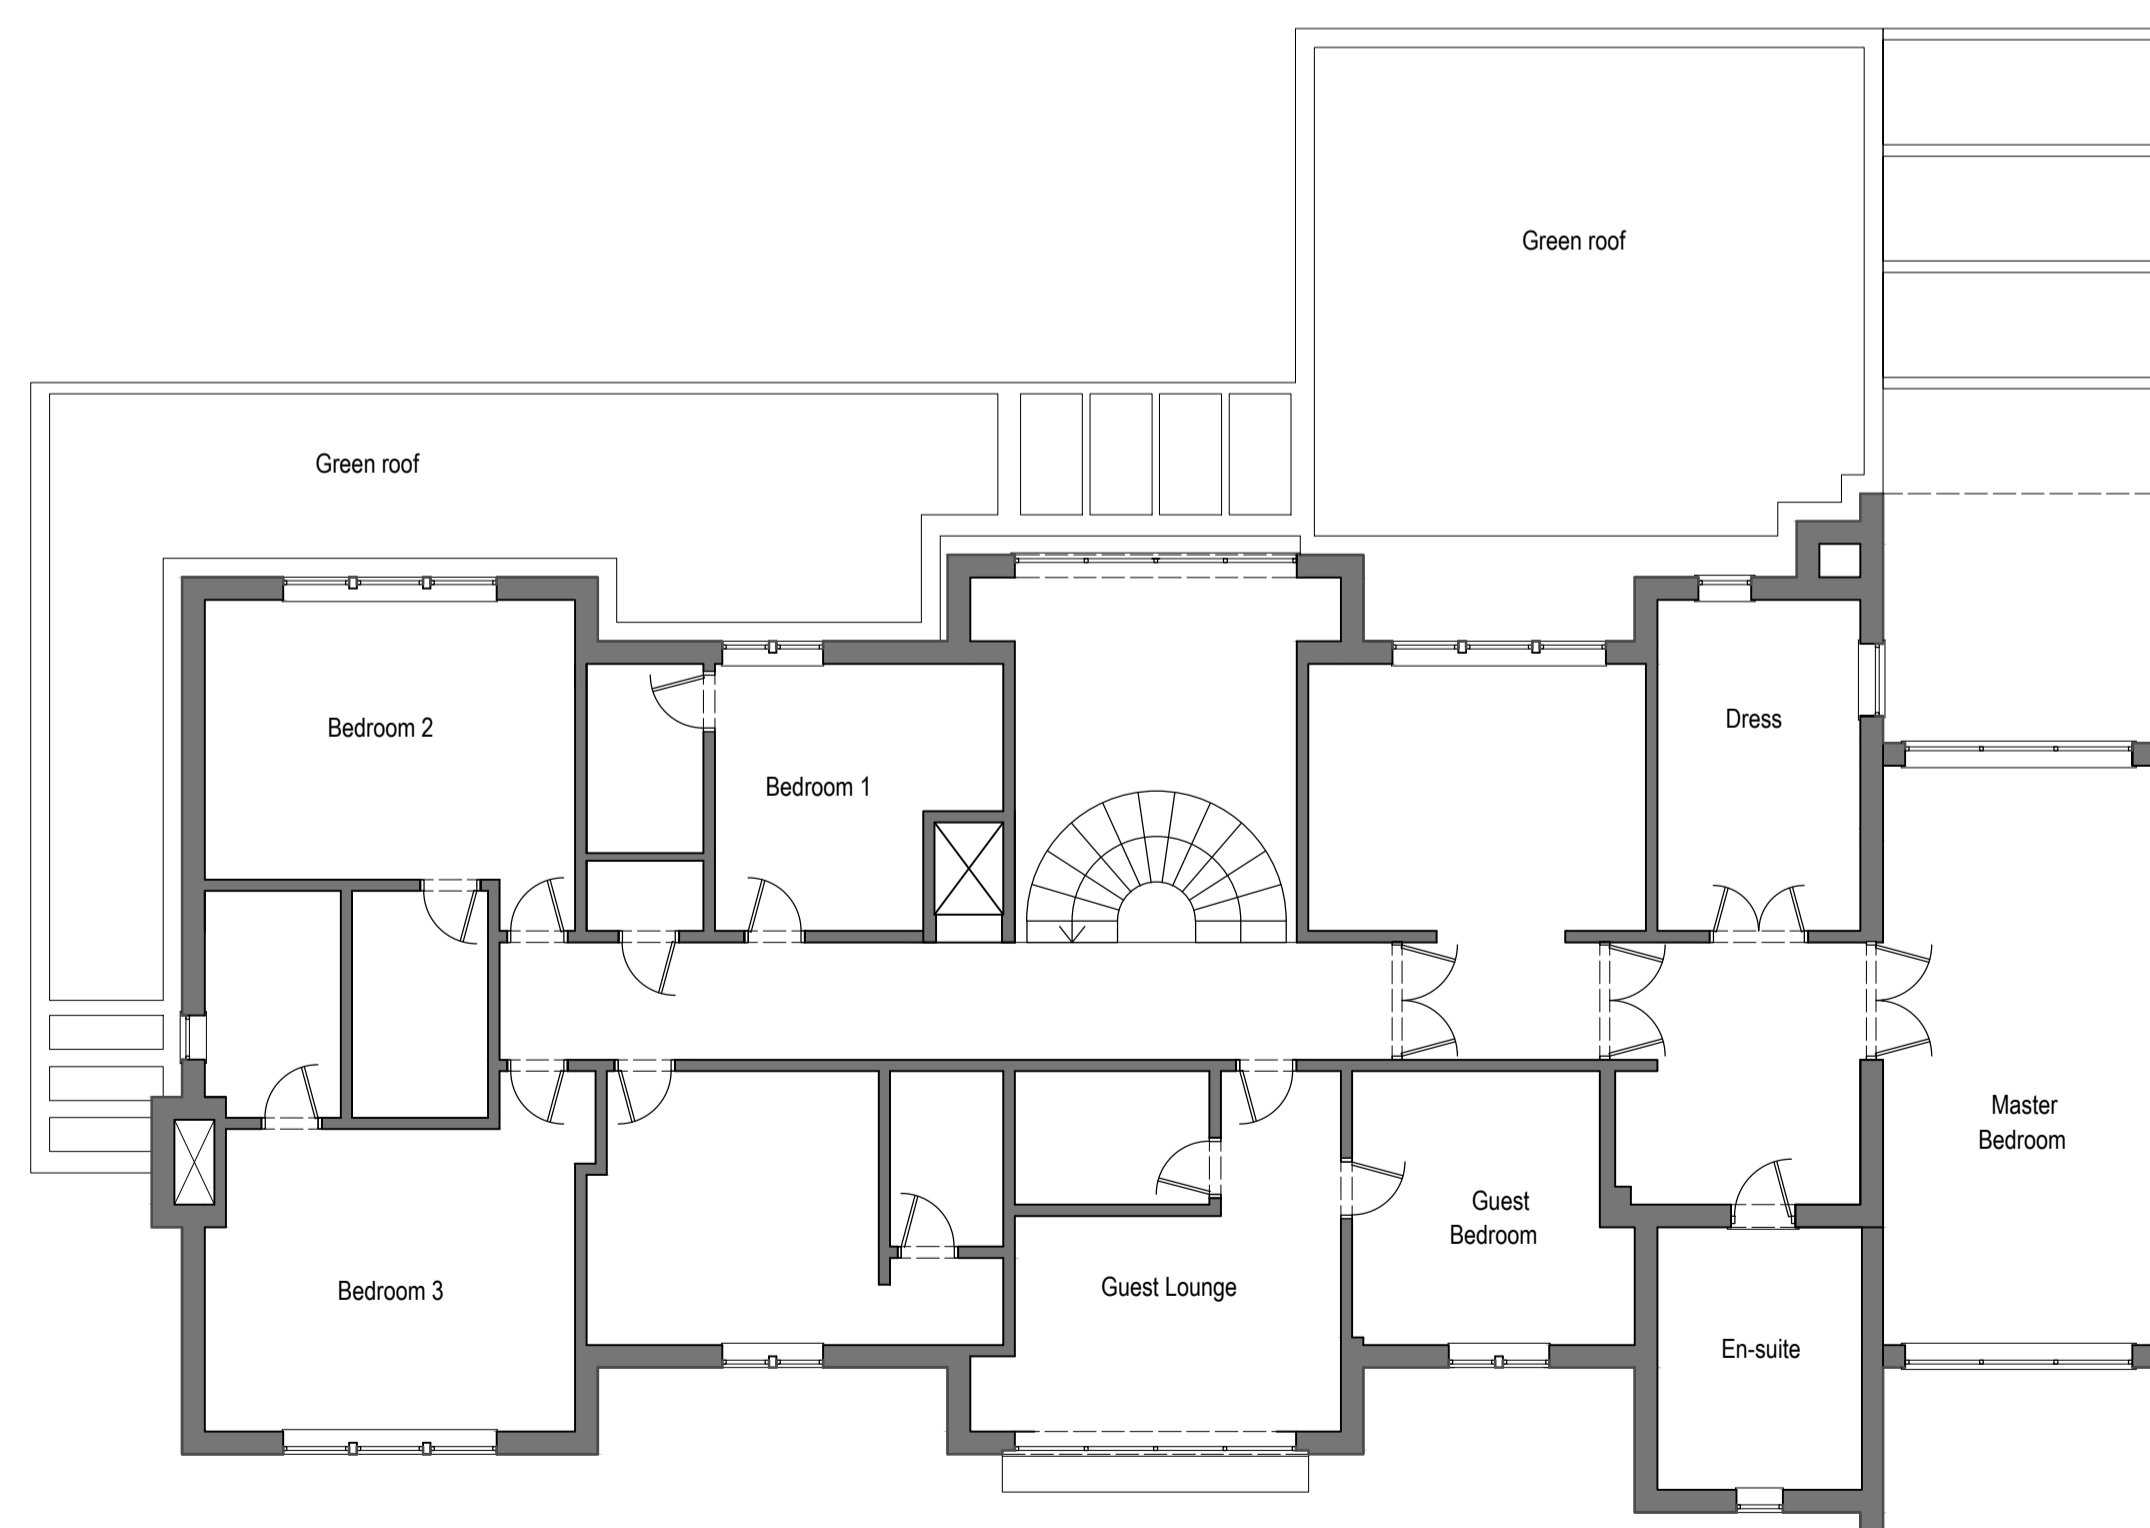 Green roof
Green roof
Bedroom 2
Bedroom 1
Dress
Master
Bedroom
Guest
Bedroom
Bedroom 3
Guest Lounge
En-suite